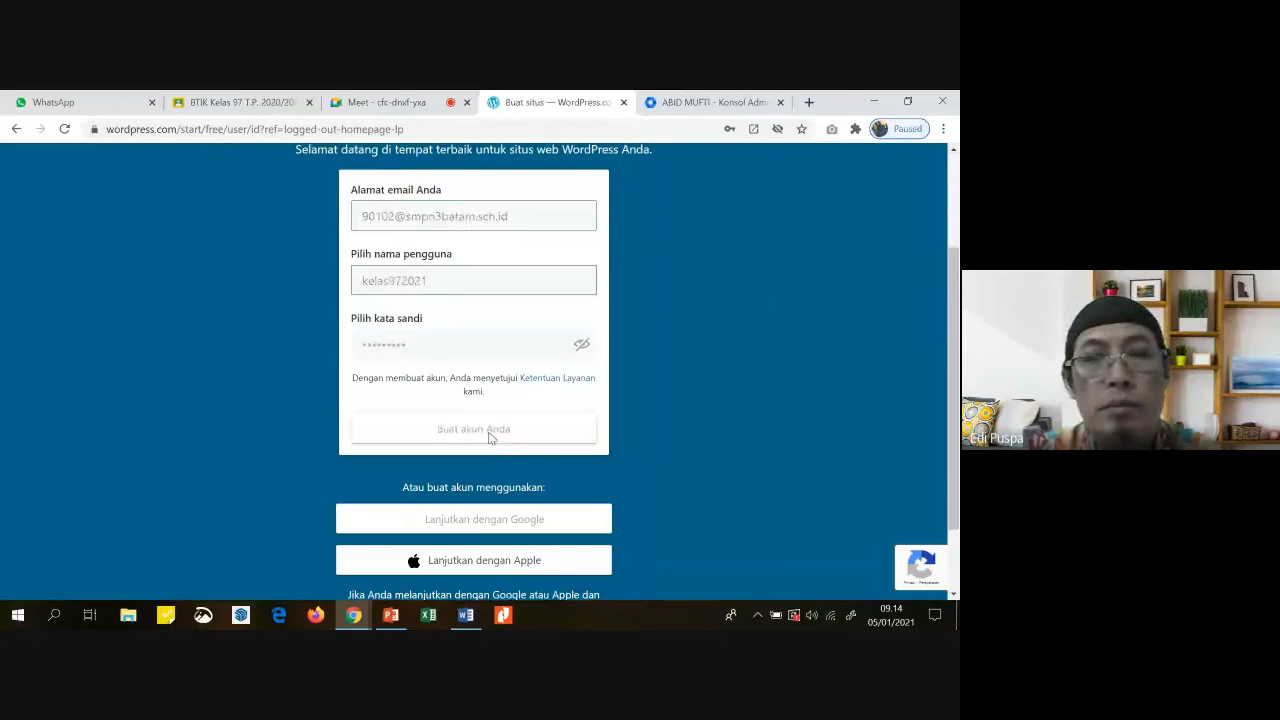 WhatsApp
BTIK Kelas 97 T.P. 2020/20
Meet - cfc-dnxf-yxa
Buat situs — WordPress.co
ABID MUFTI - Konsol Adm
wordpress.com/start/free/user/id?ref=logged-out-homepage-lp
Paused
Selamat datang di tempat terbaik untuk situs web WordPress Anda.
Alamat email Anda
90102@smpn3batam.sch.id
Pilih nama pengguna
kelas972021
Pilih kata sandi
Dengan membuat akun, Anda menyetujui Ketentuan Layanan
kami.
Buat akun Anda
Atau buat akun menggunakan:
Lanjutkan dengan Google
Lanjutkan dengan Apple
Jika Anda melanjutkan dengan Google atau Apple dan
Privasi - Persyaratan
09.14
05/01/2021
Edi Puspa